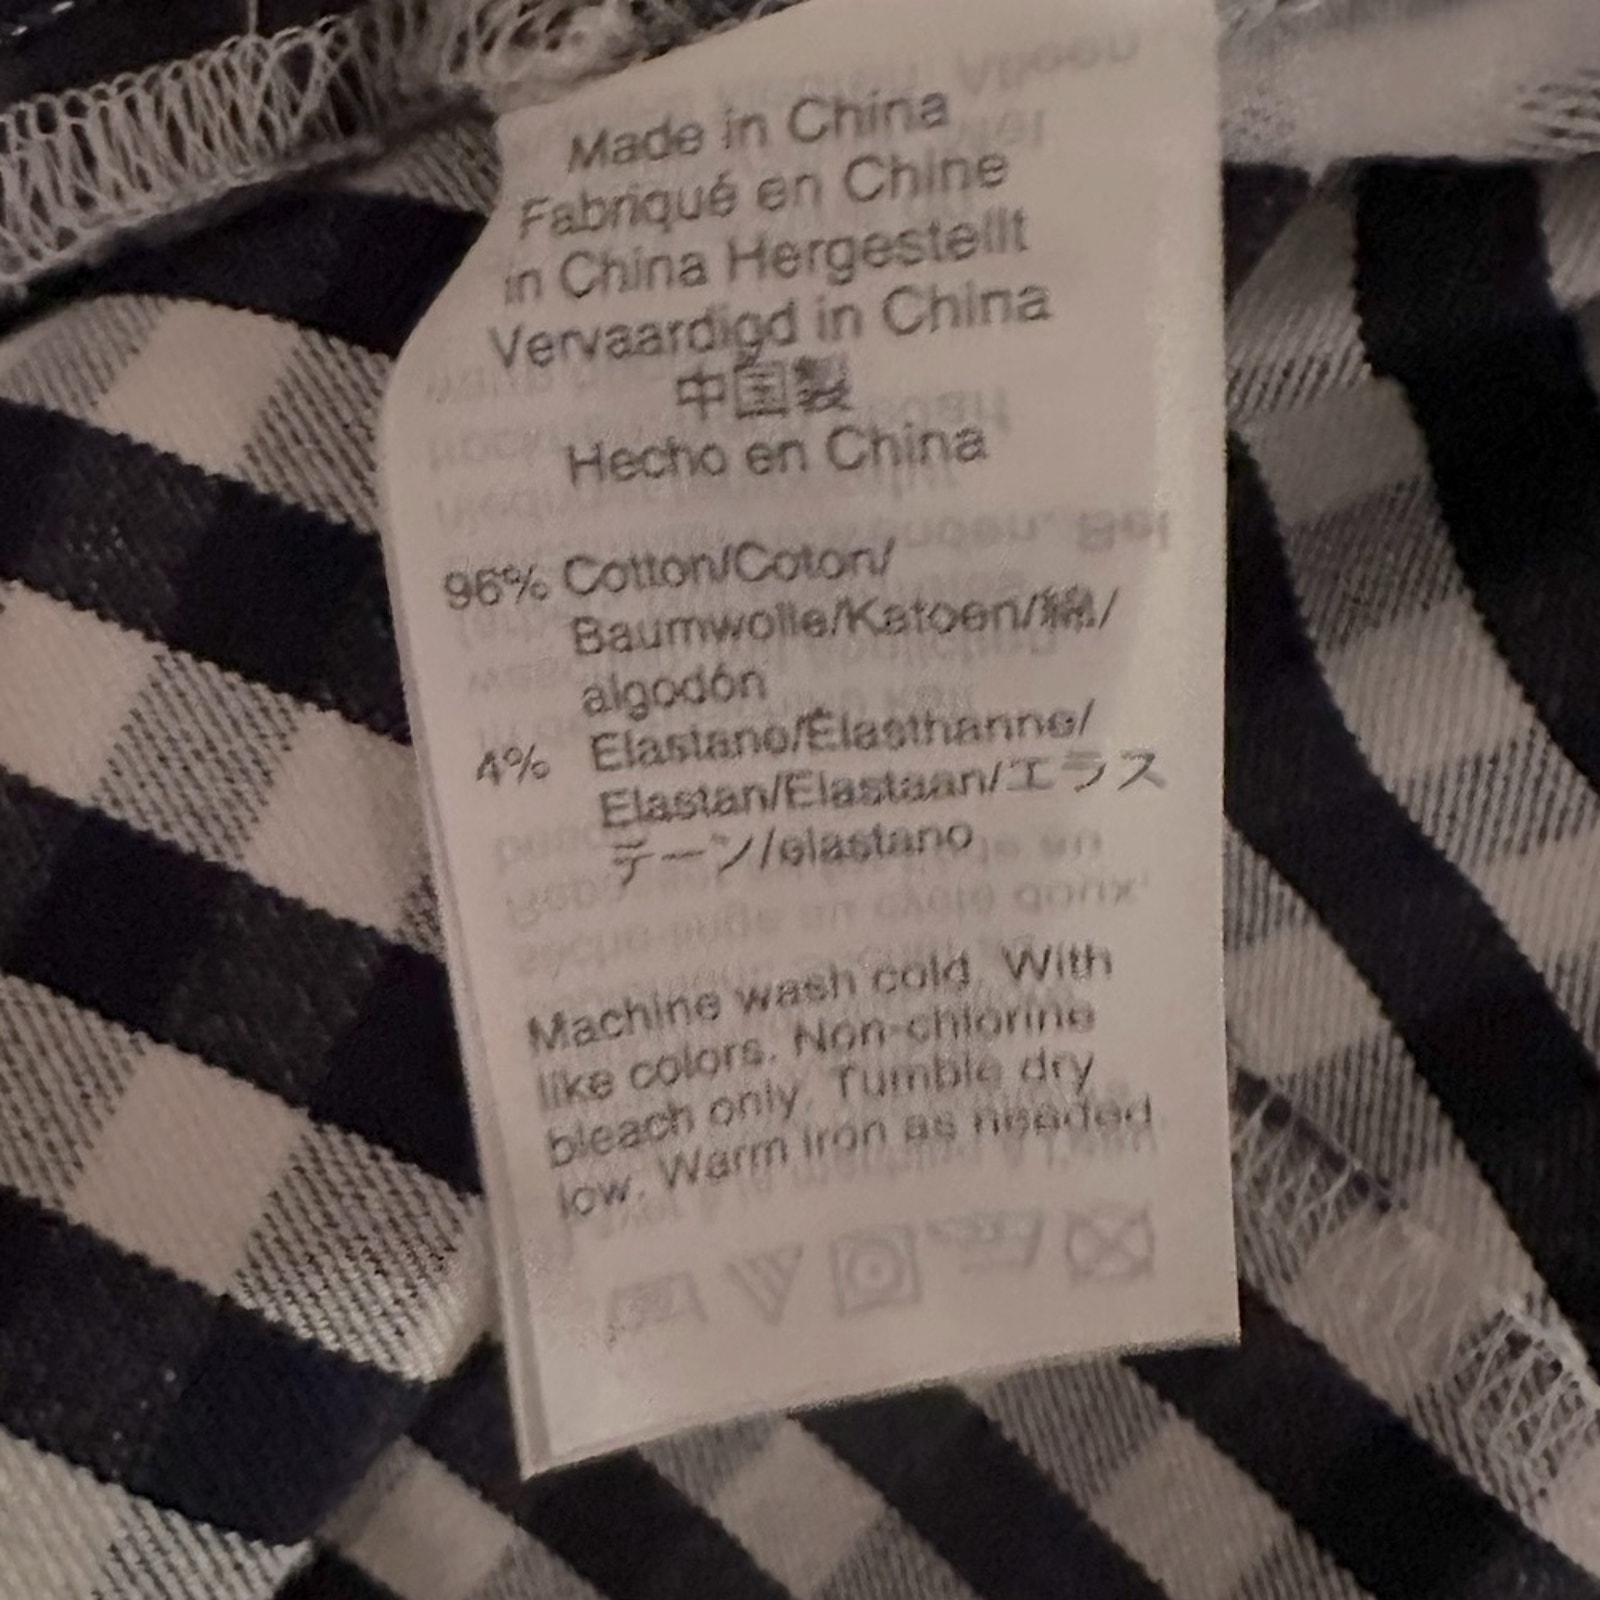 Made in China
Fabriqué en Chine
in China Hergestellt
Vervaardigd in China
中国製
Hecho en China
96% Cotton/Coton/
Baumwolle/Katoen/綿/
algodón
4% Elastane/Élasthanne/
Elastan/Elastaan/エラス
テーン/elastano
Machine wash cold. With
like colors. Non-chlorine
bleach only. Tumble dry
low. Warm iron as needed.